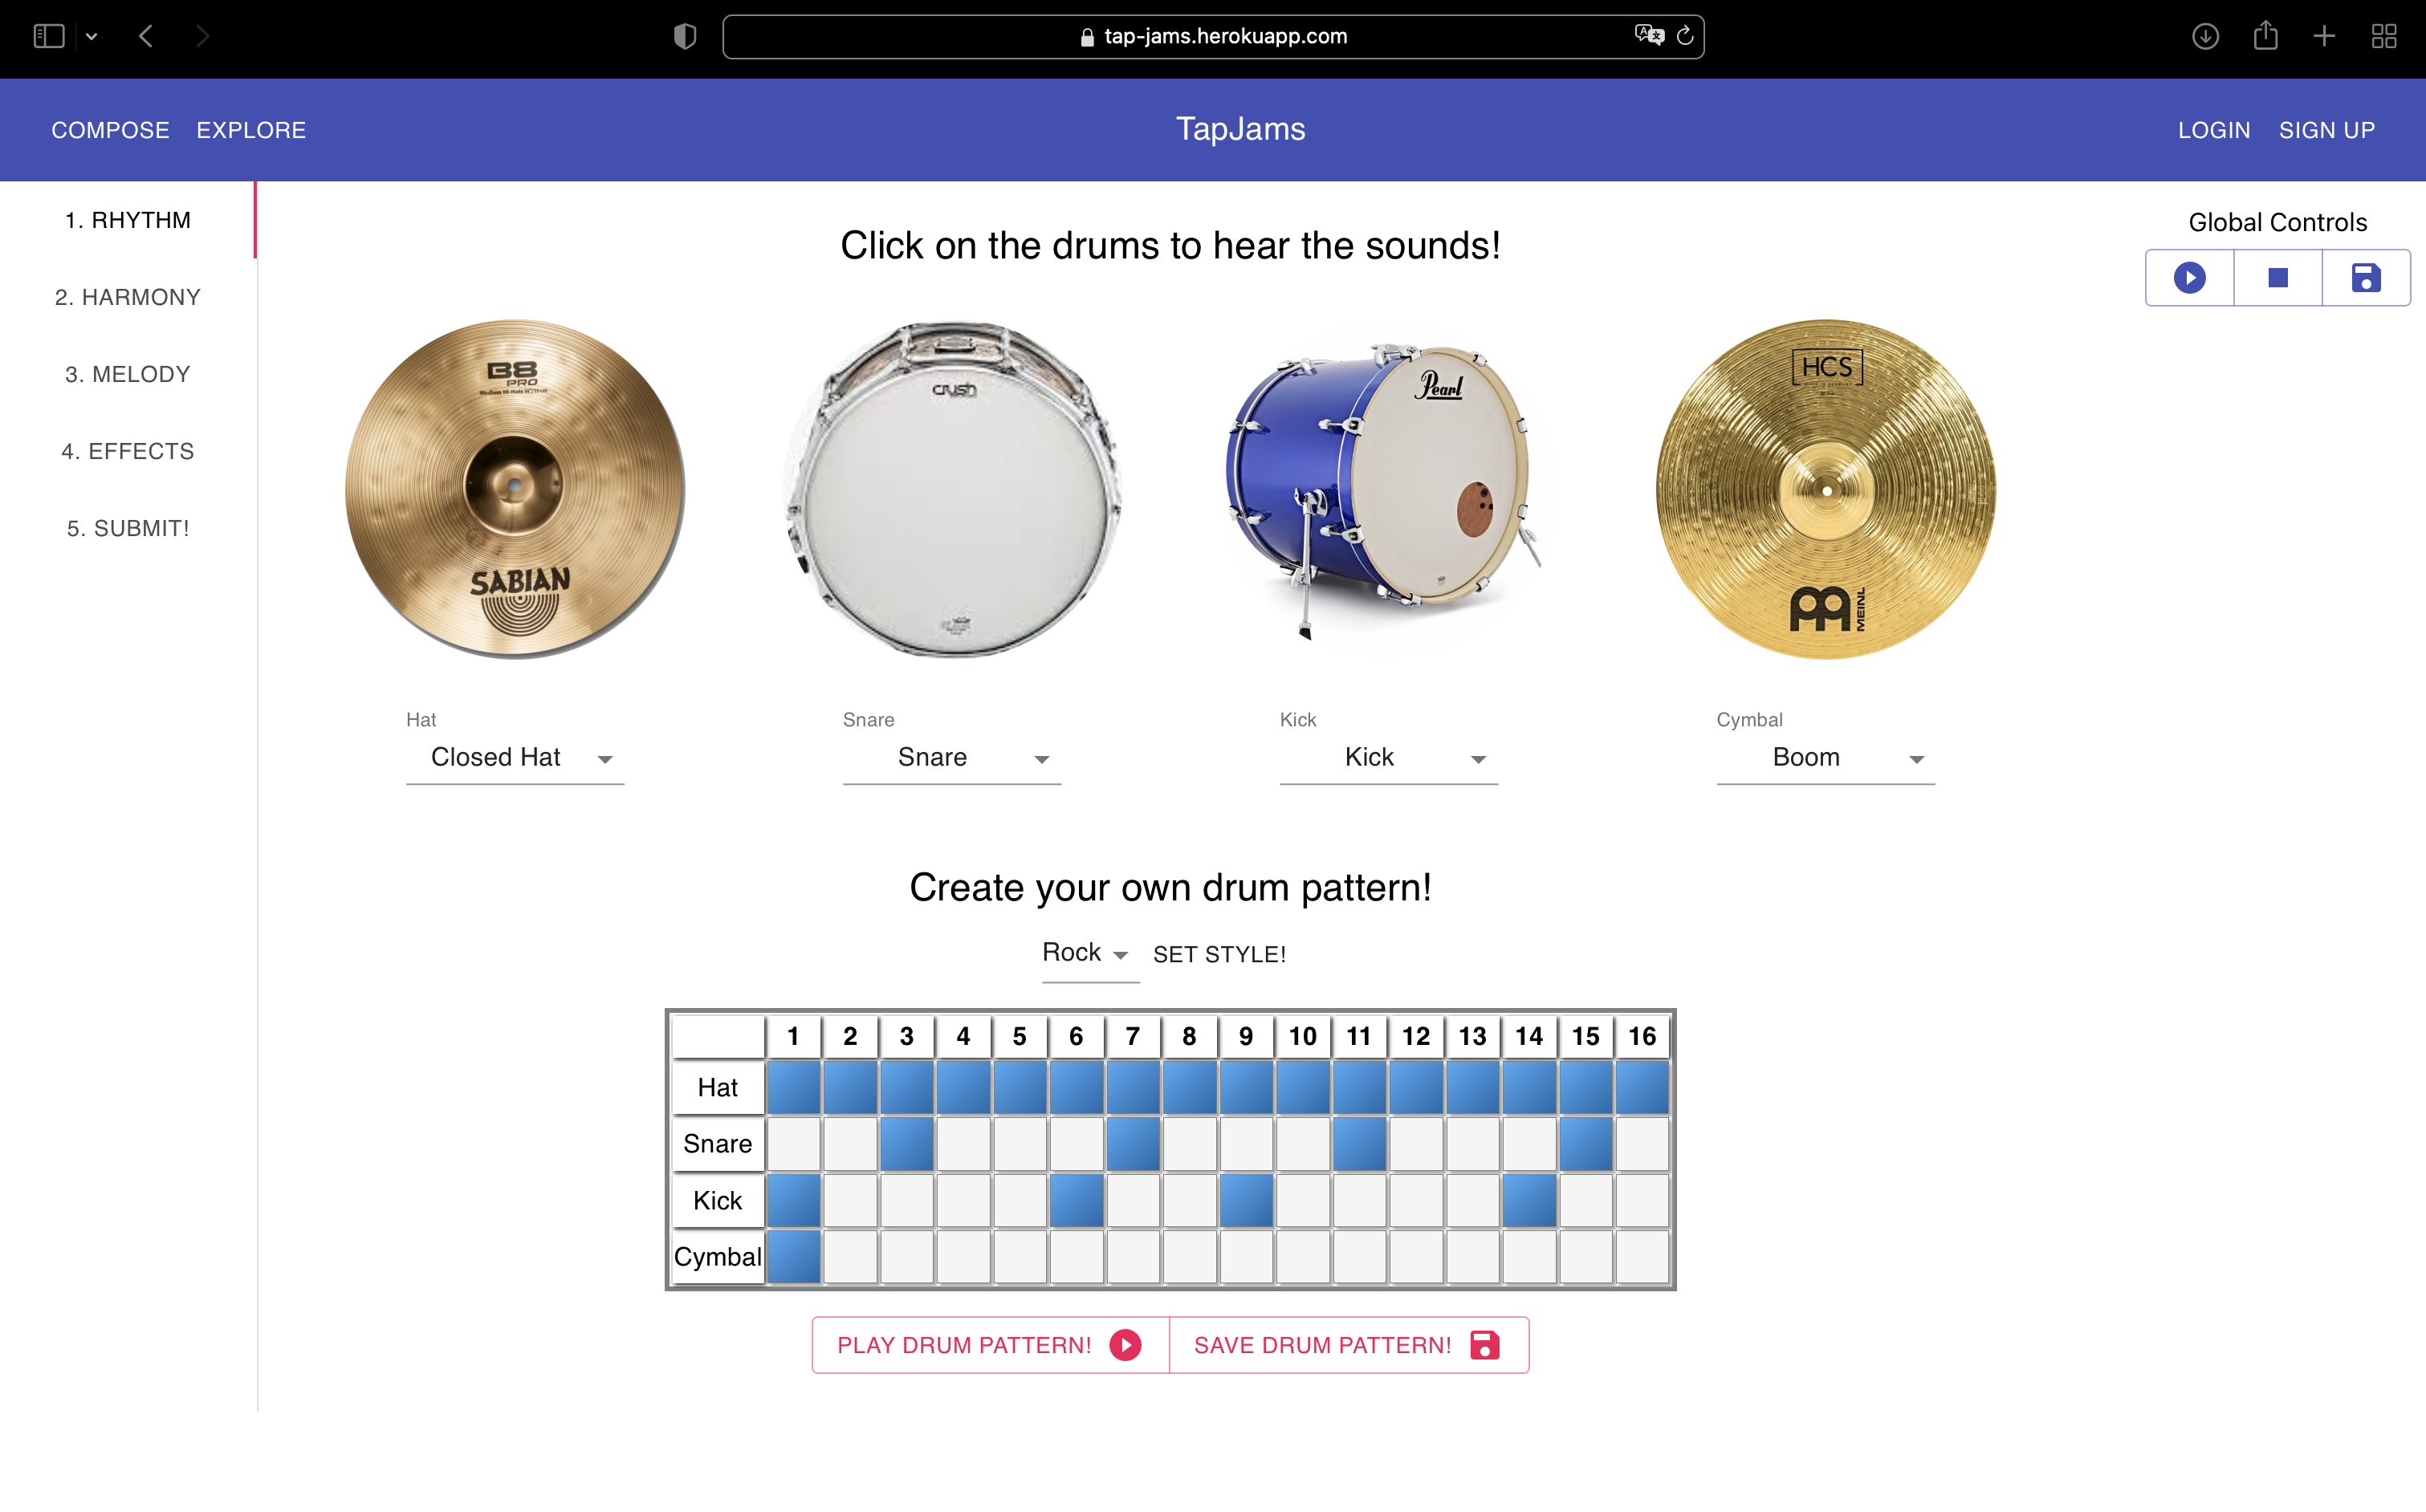 tap-jams.herokuapp.com
COMPOSE EXPLORE TapJams LOGIN SIGN UP
1. RHYTHM
2. HARMONY
3. MELODY
4. EFFECTS
5. SUBMIT!
Click on the drums to hear the sounds!
Global Controls
B8
PRO
SABIAN
crush
Pearl
HCS
MEINL
Hat Snare Kick Cymbal
Closed Hat Snare Kick Boom
Create your own drum pattern!
Rock SET STYLE!
1 2 3 4 5 6 7 8 9 10 11 12 13 14 15 16
Hat
Snare
Kick
Cymbal
PLAY DRUM PATTERN! SAVE DRUM PATTERN!